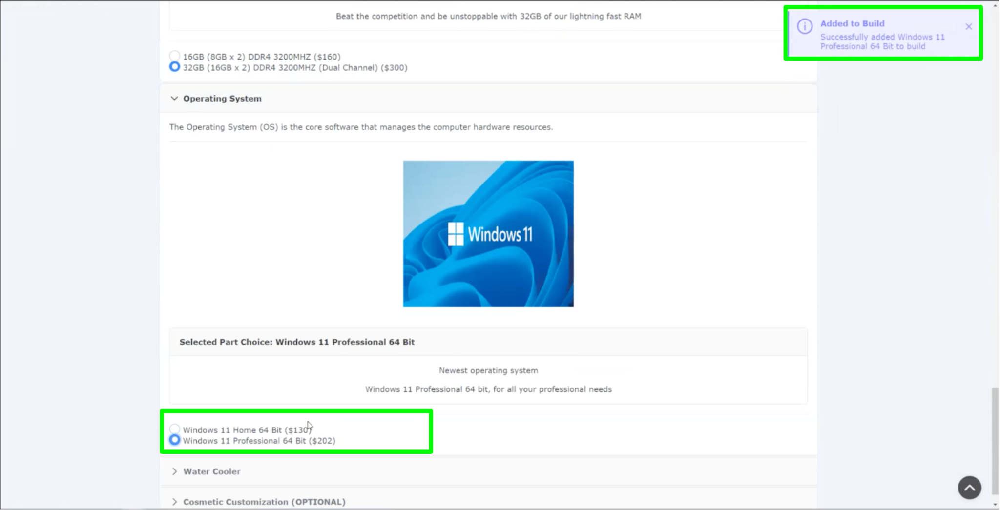 Beat the competition and be unstoppable with 32GB of our lightning fast RAM
Added to Build
Successfully added Windows 11
Professional 64 Bit to build
16GB (8GB x 2) DDR4 3200MHZ ($160)
32GB (16GB x 2) DDR4 3200MHZ (Dual Channel) ($300)
Operating System
The Operating System (OS) is the core software that manages the computer hardware resources.
Windows 11
Selected Part Choice: Windows 11 Professional 64 Bit
Newest operating system
Windows 11 Professional 64 bit, for all your professional needs
Windows 11 Home 64 Bit ($130)
Windows 11 Professional 64 Bit ($202)
Water Cooler
Cosmetic Customization (OPTIONAL)